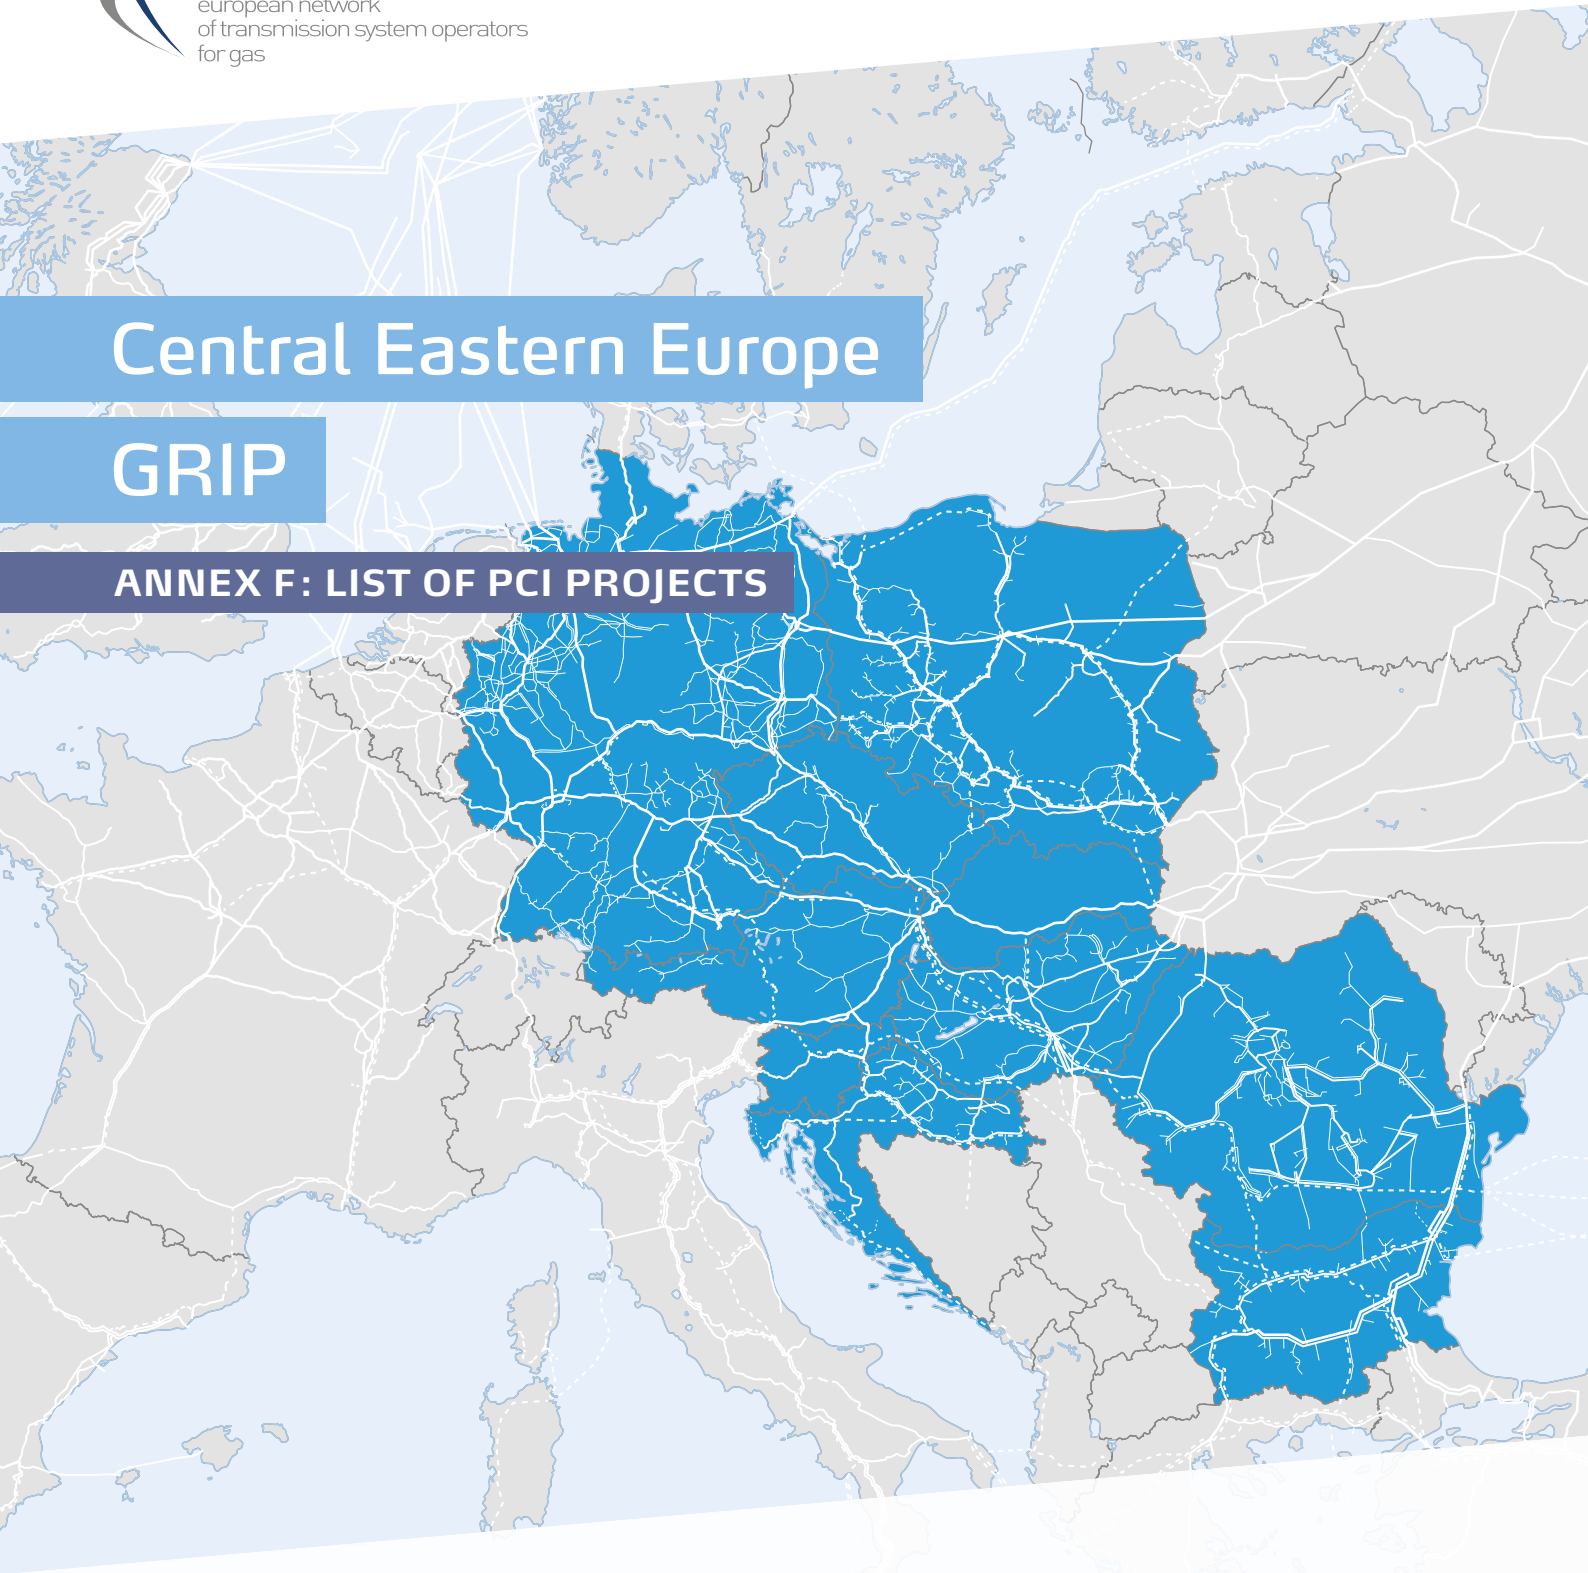 european network
of transmission system operators
for gas
Central Eastern Europe
GRIP
ANNEX F: LIST OF PCI PROJECTS